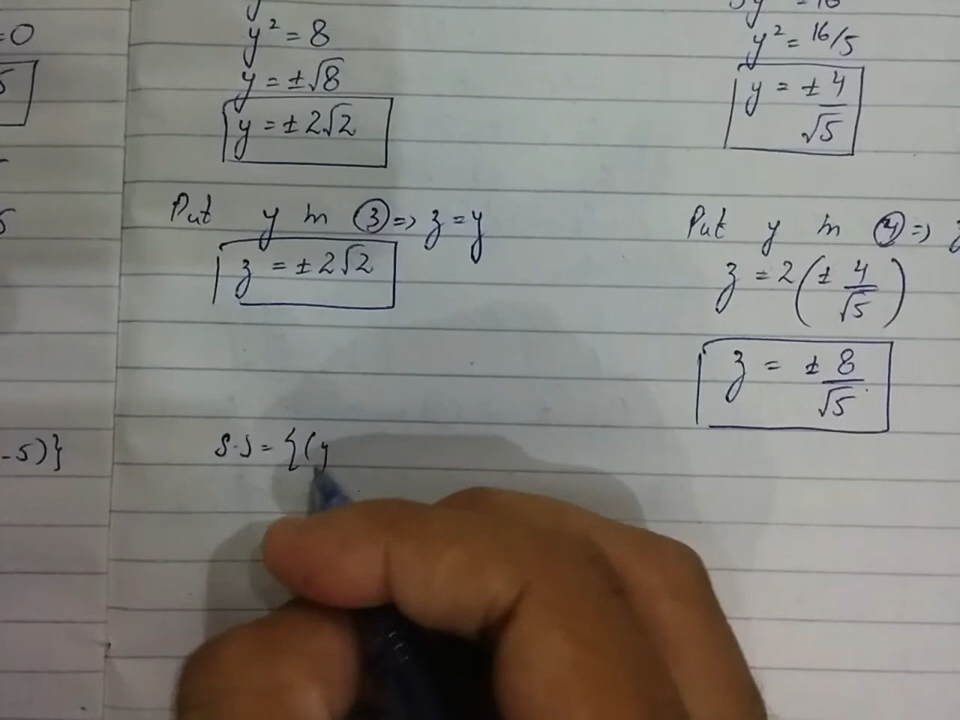 =0
5
-5)}
y² = 8
y = ±√8
y = ±2√2
Put y in ③ => z = y
z = ±2√2
S.S = {(y
y² = 16/5
y = ±4/√5
Put y in ④ =>
z = 2(±4/√5)
z = ±8/√5